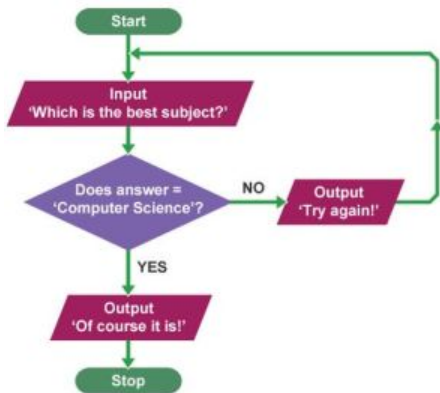 Start
Input
‘Which is the best subject?’
Does answer =
‘Computer Science’?
NO
Output
‘Try again!’
YES
Output
‘Of course it is!’
Stop